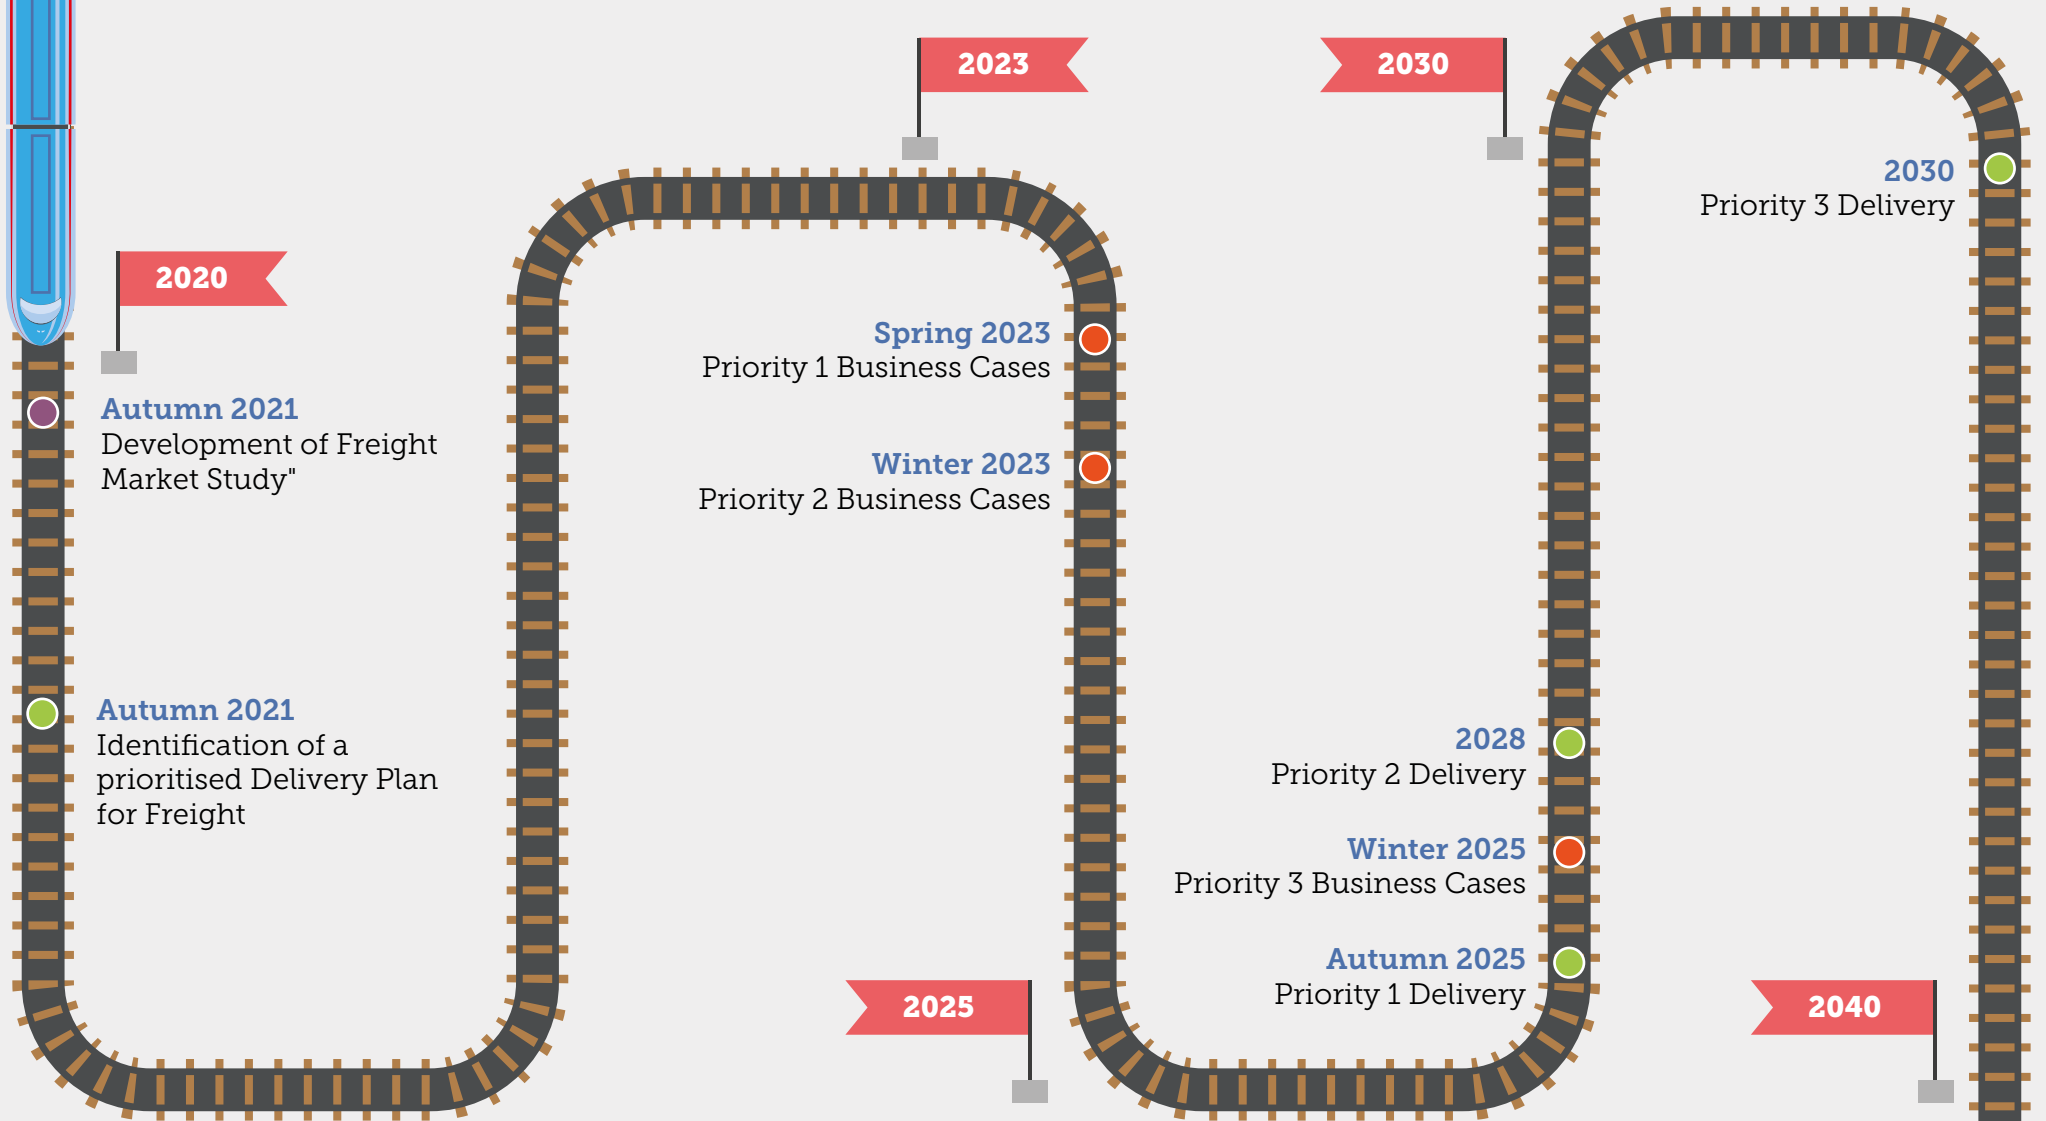 2020
Autumn 2021
Development of Freight
Market Study"
Autumn 2021
Identification of a
prioritised Delivery Plan
for Freight
2023
Spring 2023
Priority 1 Business Cases
Winter 2023
Priority 2 Business Cases
2025
Autumn 2025
Priority 1 Delivery
Winter 2025
Priority 3 Business Cases
2028
Priority 2 Delivery
2030
2030
Priority 3 Delivery
2040